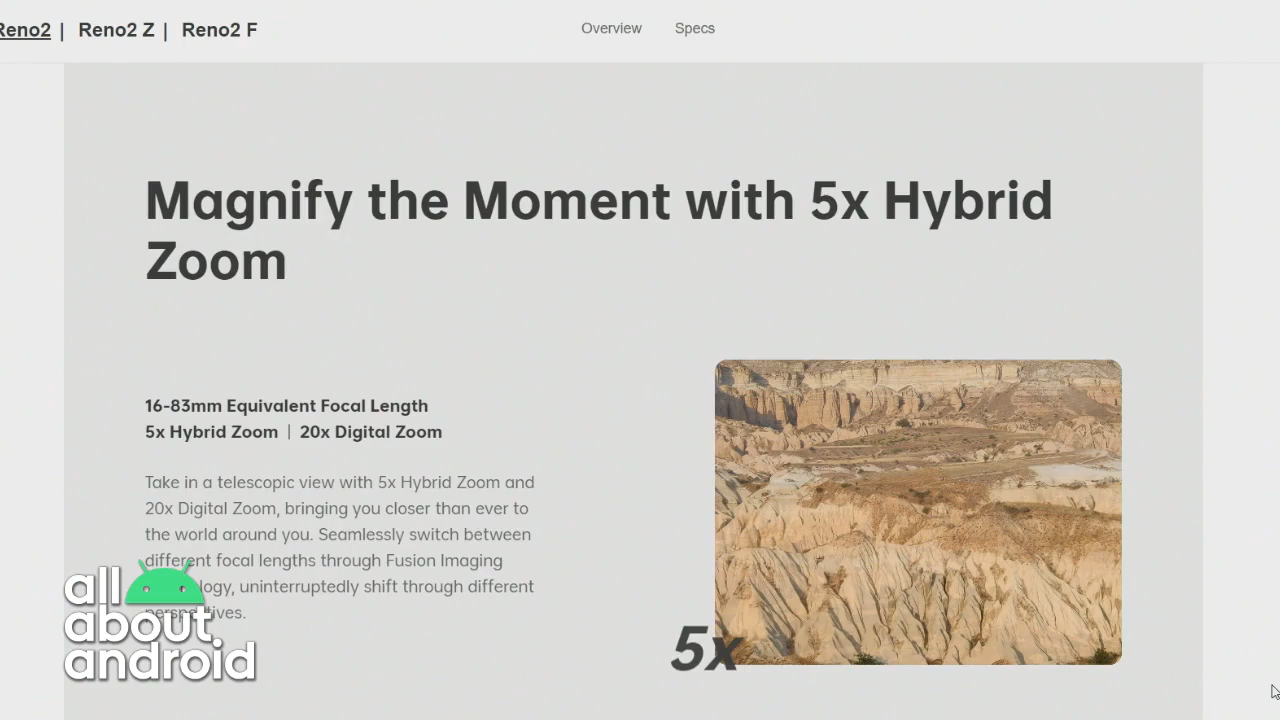 Reno2 | Reno2 Z | Reno2 F
Overview Specs
Magnify the Moment with 5x Hybrid
Zoom
16-83mm Equivalent Focal Length
5x Hybrid Zoom | 20x Digital Zoom
Take in a telescopic view with 5x Hybrid Zoom and
20x Digital Zoom, bringing you closer than ever to
the world around you. Seamlessly switch between
different focal lengths through Fusion Imaging
uninterruptedly shift through different
5x
all
about
android